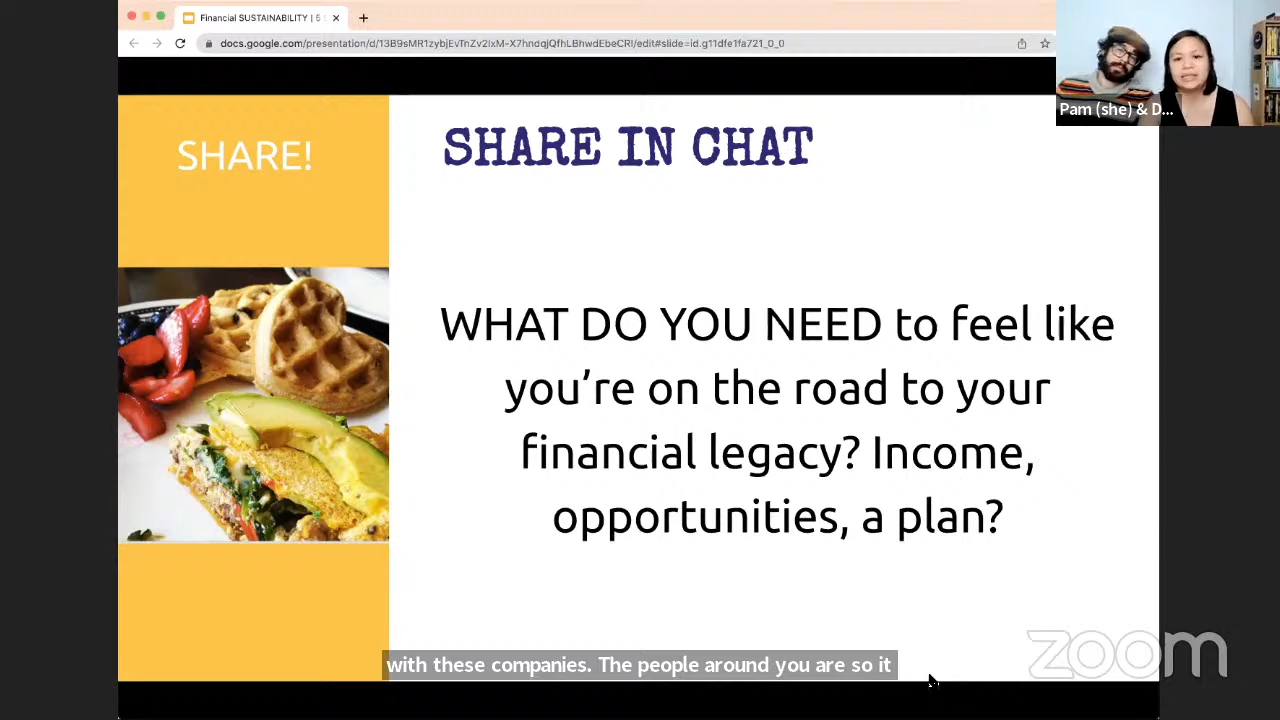 Financial SUSTAINABILITY | 5
docs.google.com/presentation/d/13B9sMR1zybjEvTnZv2lxM-X7hndqjQfhLBhwdEbeCRI/edit#slide=id.g11dfe1fa721_0_0
Pam (she) & D...
SHARE!
SHARE IN CHAT
WHAT DO YOU NEED to feel like
you’re on the road to your
financial legacy? Income,
opportunities, a plan?
with these companies. The people around you are so it
zoom